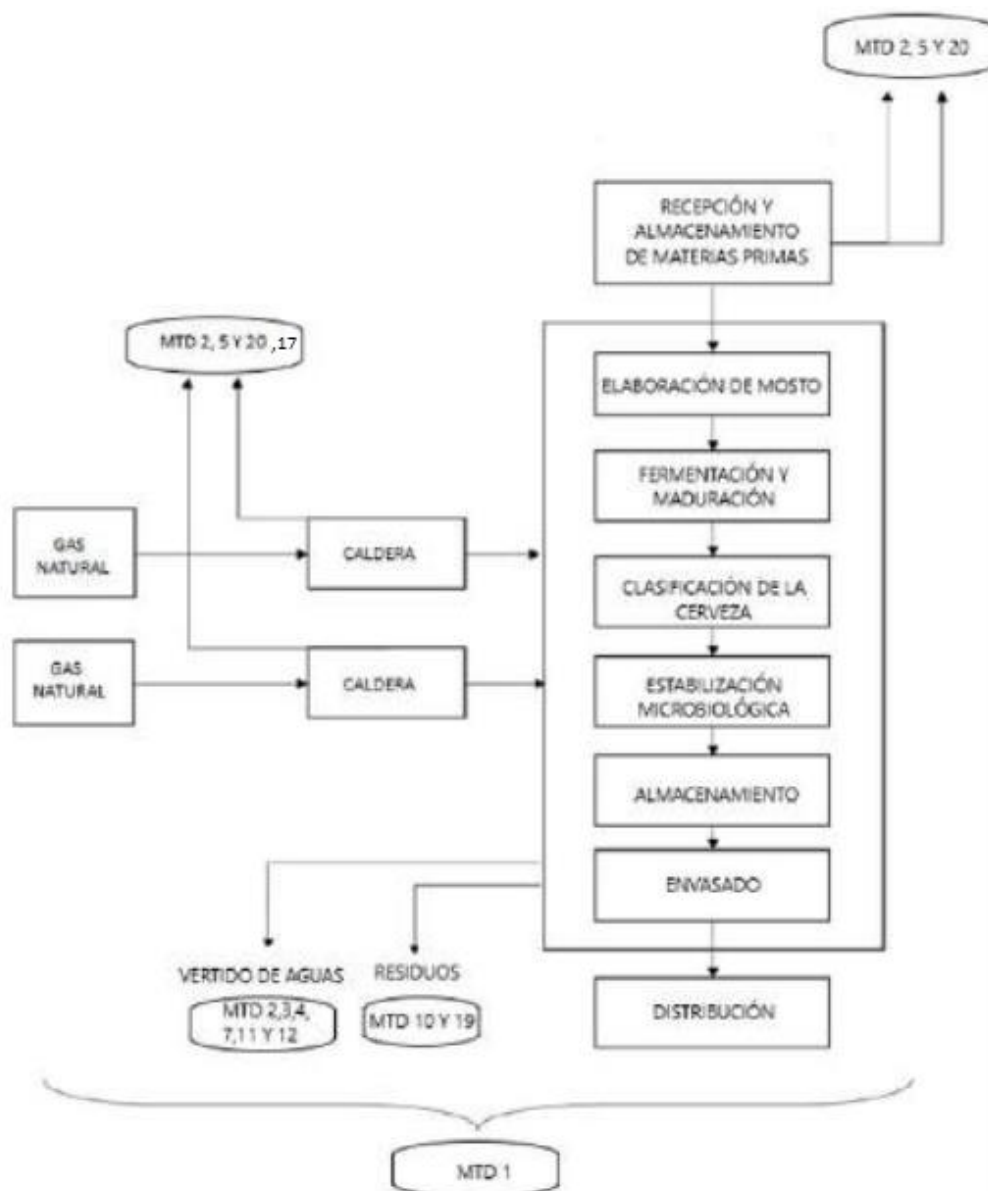 MTD 2, 5 Y 20
RECEPCIÓN Y
ALMACENAMIENTO
DE MATERIAS PRIMAS
MTD 2, 5 Y 20 ,17
ELABORACIÓN DE MOSTO
FERMENTACIÓN Y
MADURACIÓN
GAS
NATURAL
CALDERA
CLASIFICACIÓN DE LA
CERVEZA
GAS
NATURAL
CALDERA
ESTABILIZACIÓN
MICROBIOLÓGICA
ALMACENAMIENTO
ENVASADO
VERTIDO DE AGUAS
MTD 2,3,4,
7,11 Y 12
RESIDUOS
MTD 10 Y 19
DISTRIBUCIÓN
MTD 1